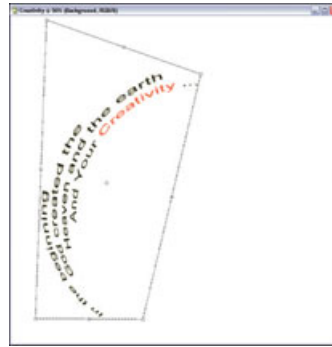 Creativity @ 50% (Background, RGB/8)
In the beginning
God created the
Heaven and the earth
And Your Creativity ...